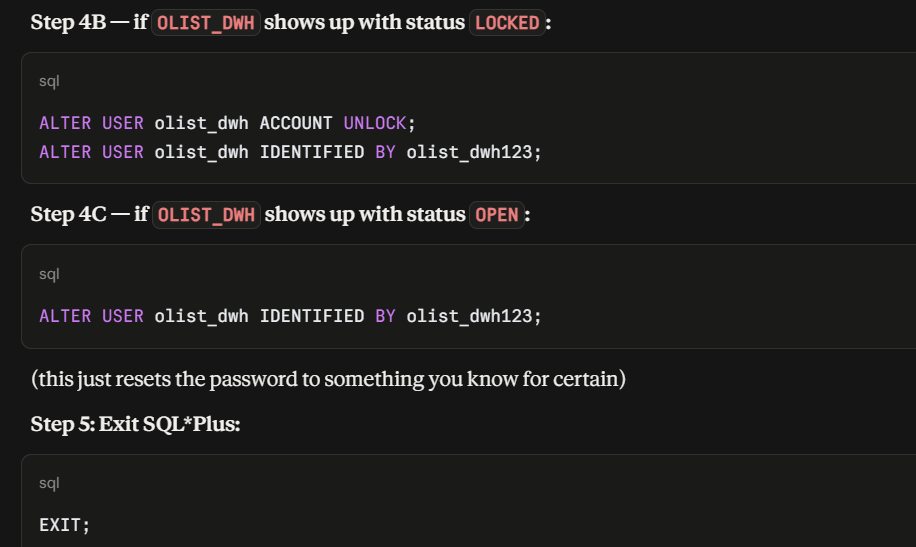 Step 4B — if OLIST_DWH shows up with status LOCKED:
sql
ALTER USER olist_dwh ACCOUNT UNLOCK;
ALTER USER olist_dwh IDENTIFIED BY olist_dwh123;
Step 4C — if OLIST_DWH shows up with status OPEN:
sql
ALTER USER olist_dwh IDENTIFIED BY olist_dwh123;
(this just resets the password to something you know for certain)
Step 5: Exit SQL*Plus:
sql
EXIT;